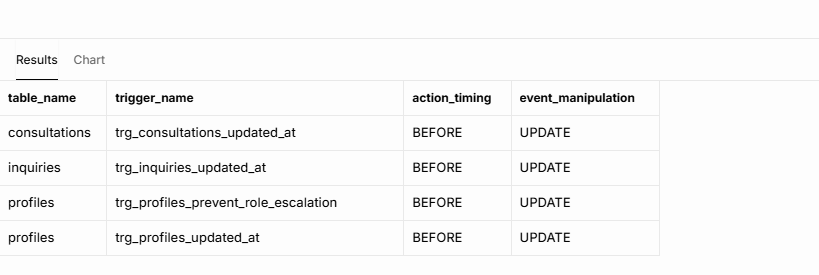 Results Chart
table_name trigger_name action_timing event_manipulation
consultations trg_consultations_updated_at BEFORE UPDATE
inquiries trg_inquiries_updated_at BEFORE UPDATE
profiles trg_profiles_prevent_role_escalation BEFORE UPDATE
profiles trg_profiles_updated_at BEFORE UPDATE